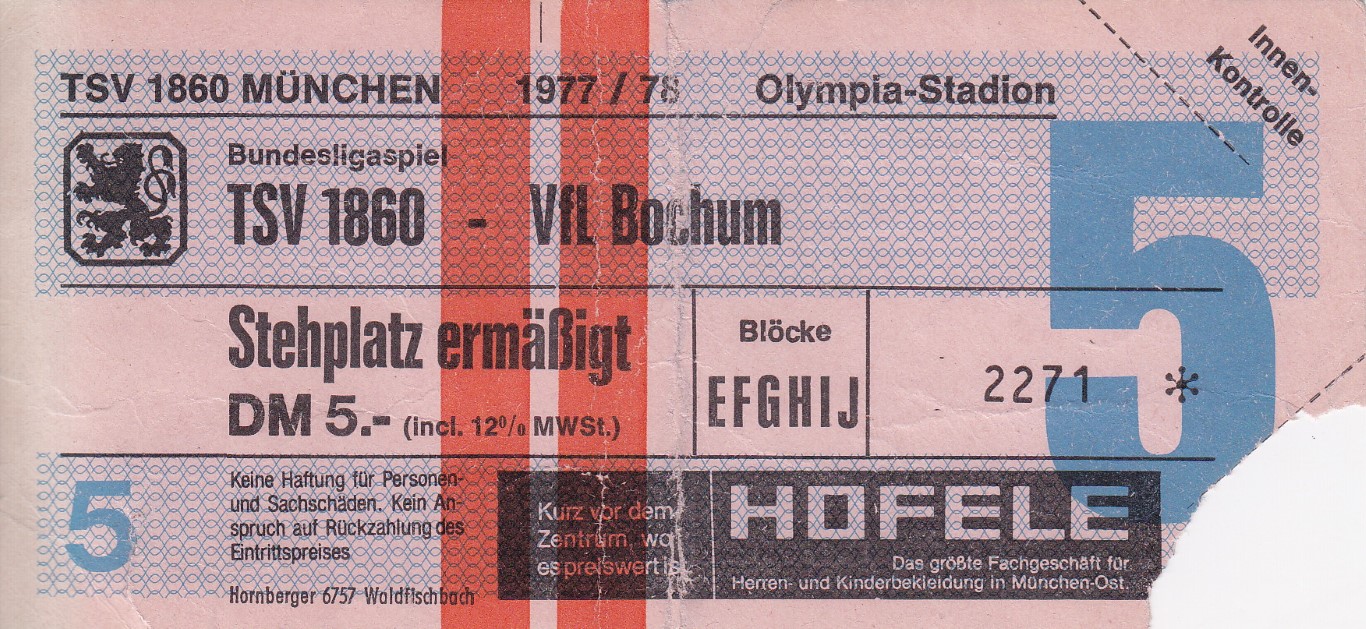 TSV 1860 MÜNCHEN 1977 / 78 Olympia-Stadion
Innen-
Kontrolle
Bundesligaspiel
TSV 1860 - VfL Bochum
5
Stehplatz ermäßigt
DM 5.- (incl. 12% MWSt.)
Blöcke
EFGHIJ
2271 *
5
Keine Haftung für Personen-
und Sachschäden. Kein An-
spruch auf Rückzahlung des
Eintrittspreises
Hornberger 6757 Waldfischbach
Kurz vor dem
Zentrum, wo
es preiswert ist.
HOFELE
Das größte Fachgeschäft für
Herren- und Kinderbekleidung in München-Ost.